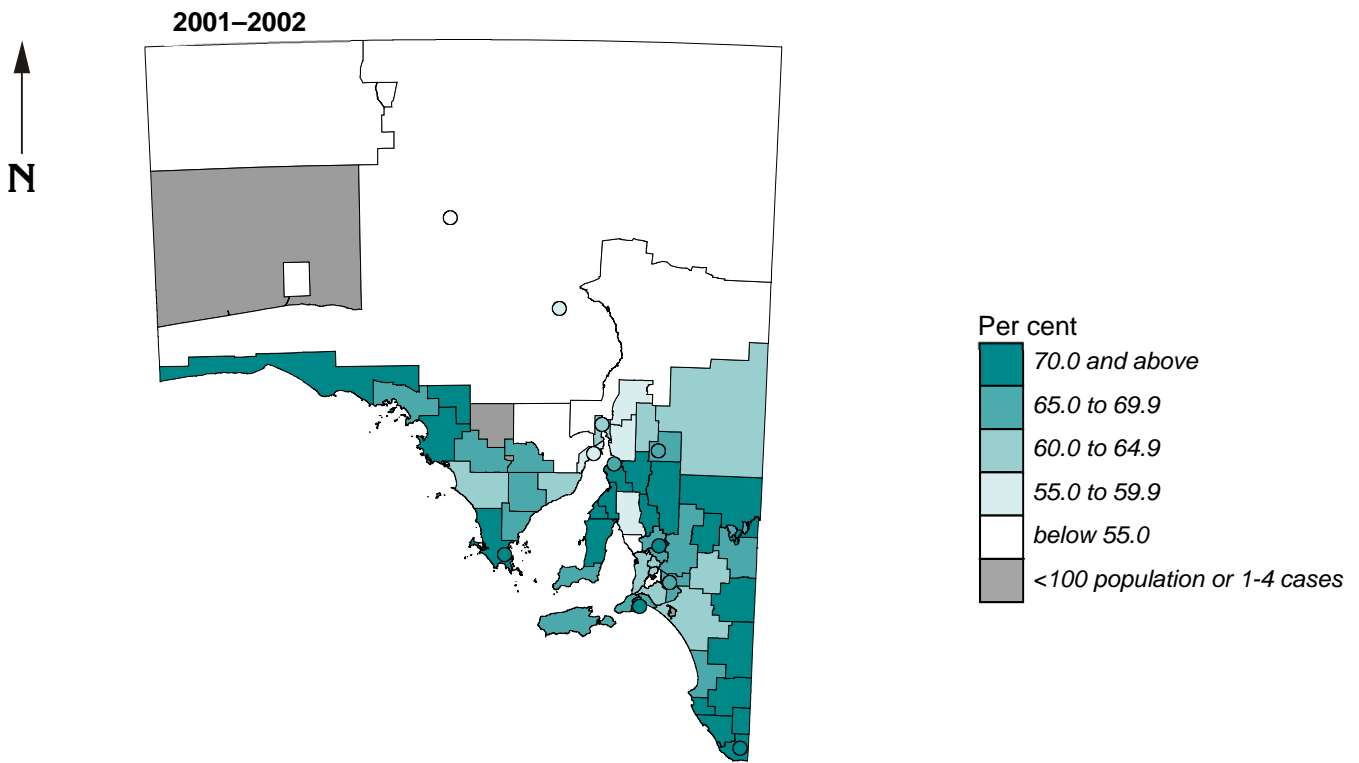 2001–2002
N
Per cent
70.0 and above
65.0 to 69.9
60.0 to 64.9
55.0 to 59.9
below 55.0
<100 population or 1-4 cases